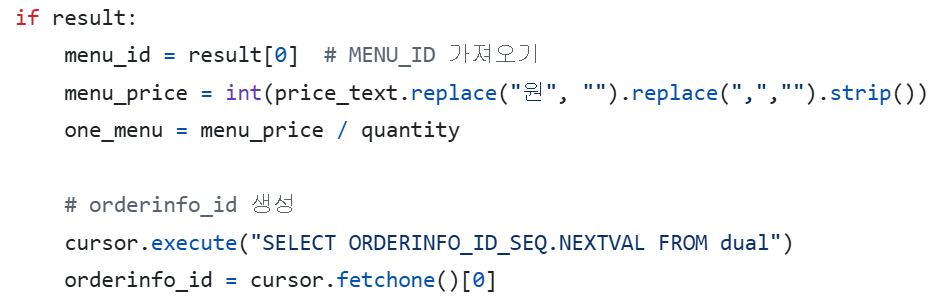 if result:
    menu_id = result[0]  # MENU_ID 가져오기
    menu_price = int(price_text.replace("원", "").replace(",","").strip())
    one_menu = menu_price / quantity

    # orderinfo_id 생성
    cursor.execute("SELECT ORDERINFO_ID_SEQ.NEXTVAL FROM dual")
    orderinfo_id = cursor.fetchone()[0]